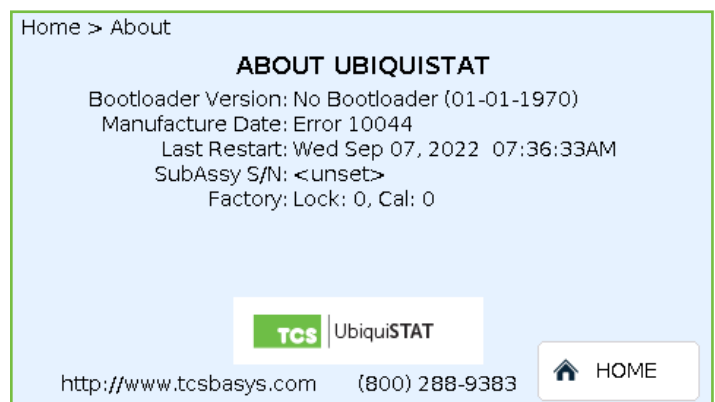 Home > About
ABOUT UBIQUISTAT
Bootloader Version: No Bootloader (01-01-1970)
Manufacture Date: Error 10044
Last Restart: Wed Sep 07, 2022 07:36:33AM
SubAssy S/N: <unset>
Factory: Lock: 0, Cal: 0
TCS UbiquiSTAT
HOME
http://www.tcsbasys.com (800) 288-9383